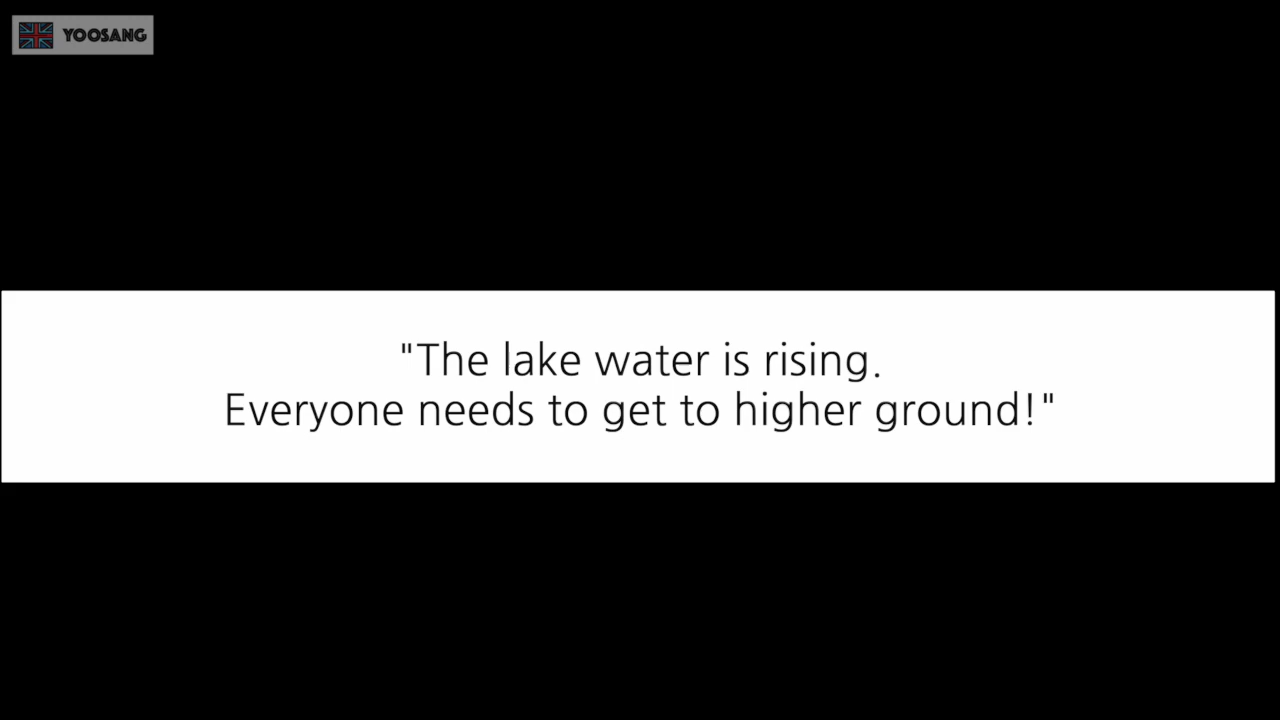 YOOSANG
"The lake water is rising.
Everyone needs to get to higher ground!"